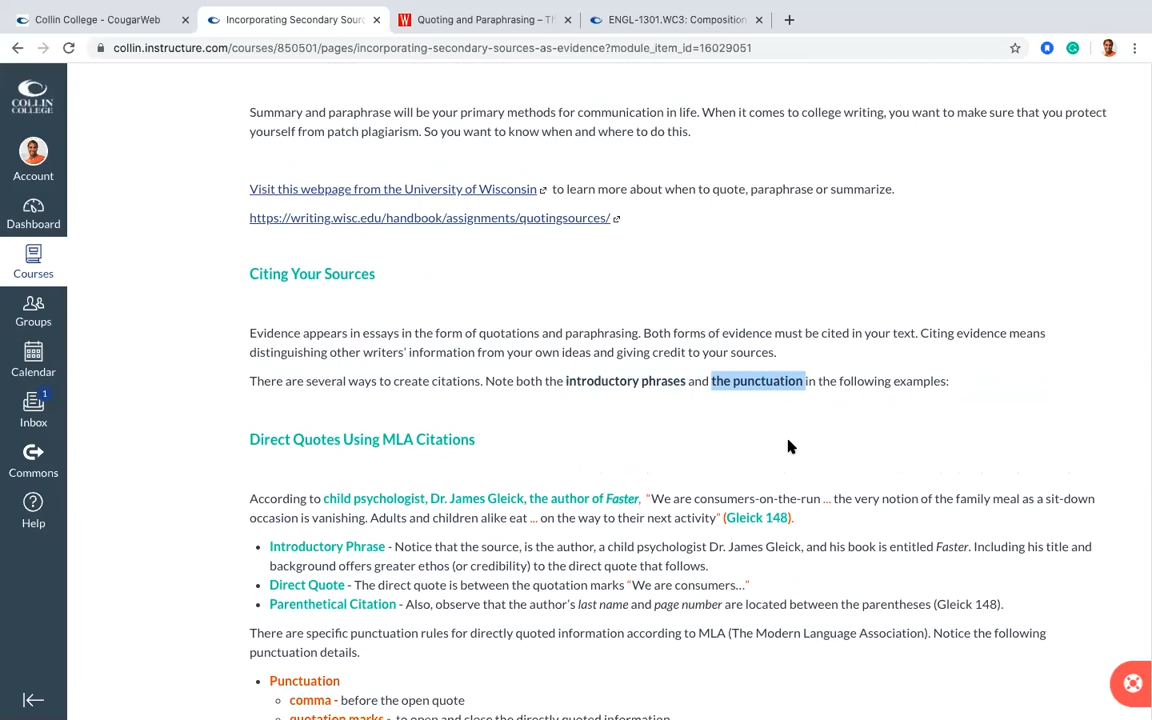 Collin College - CougarWeb
Incorporating Secondary Sour
Quoting and Paraphrasing – Th
ENGL-1301.WC3: Composition
collin.instructure.com/courses/850501/pages/incorporating-secondary-sources-as-evidence?module_item_id=16029051
COLLIN
COLLEGE
Account
Dashboard
Courses
Groups
Calendar
1
Inbox
Commons
Help
Summary and paraphrase will be your primary methods for communication in life. When it comes to college writing, you want to make sure that you protect
yourself from patch plagiarism. So you want to know when and where to do this.
Visit this webpage from the University of Wisconsin to learn more about when to quote, paraphrase or summarize.
https://writing.wisc.edu/handbook/assignments/quotingsources/
Citing Your Sources
Evidence appears in essays in the form of quotations and paraphrasing. Both forms of evidence must be cited in your text. Citing evidence means
distinguishing other writers’ information from your own ideas and giving credit to your sources.
There are several ways to create citations. Note both the introductory phrases and the punctuation in the following examples:
Direct Quotes Using MLA Citations
According to child psychologist, Dr. James Gleick, the author of Faster, “We are consumers-on-the-run ... the very notion of the family meal as a sit-down
occasion is vanishing. Adults and children alike eat ... on the way to their next activity” (Gleick 148).
• Introductory Phrase - Notice that the source, is the author, a child psychologist Dr. James Gleick, and his book is entitled Faster. Including his title and
background offers greater ethos (or credibility) to the direct quote that follows.
• Direct Quote - The direct quote is between the quotation marks “We are consumers...”
• Parenthetical Citation - Also, observe that the author’s last name and page number are located between the parentheses (Gleick 148).
There are specific punctuation rules for directly quoted information according to MLA (The Modern Language Association). Notice the following
punctuation details.
• Punctuation
◦ comma - before the open quote
◦ quotation marks - to open and close the directly quoted information